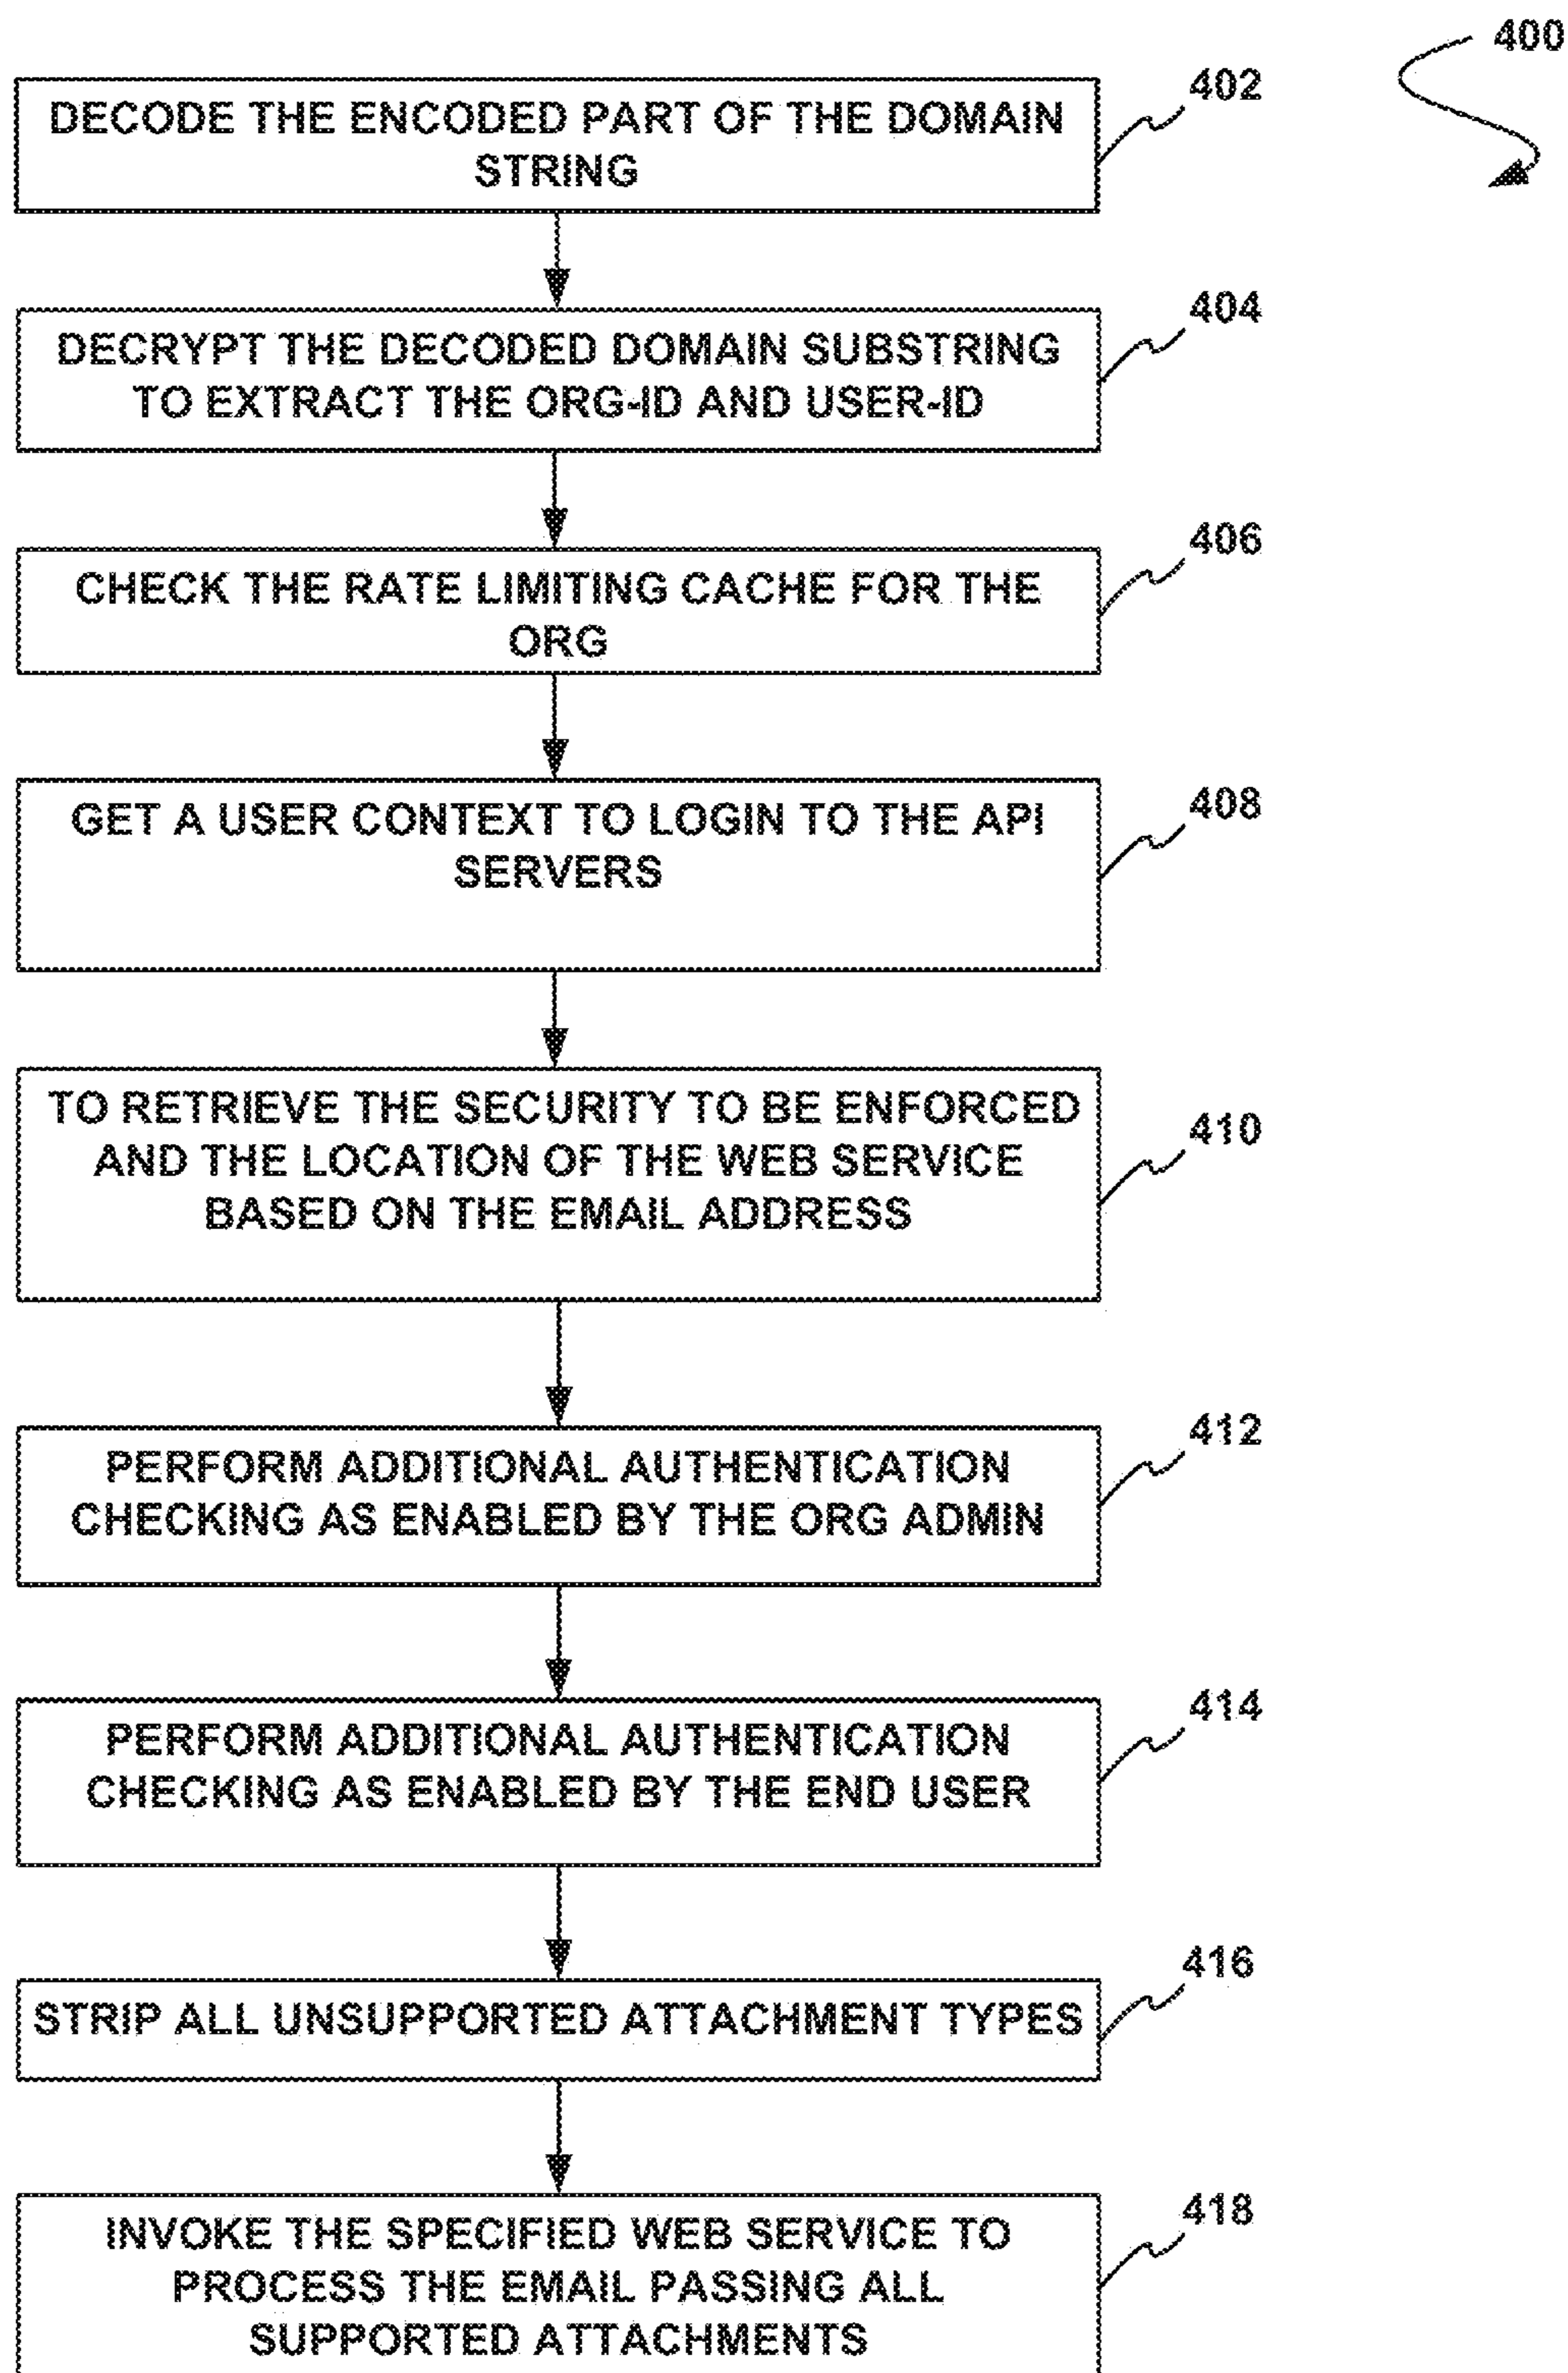 400
402
DECODE THE ENCODED PART OF THE DOMAIN
STRING
404
DECRYPT THE DECODED DOMAIN SUBSTRING
TO EXTRACT THE ORG-ID AND USER-ID
406
CHECK THE RATE LIMITING CACHE FOR THE
ORG
408
GET A USER CONTEXT TO LOGIN TO THE API
SERVERS
410
TO RETRIEVE THE SECURITY TO BE ENFORCED
AND THE LOCATION OF THE WEB SERVICE
BASED ON THE EMAIL ADDRESS
412
PERFORM ADDITIONAL AUTHENTICATION
CHECKING AS ENABLED BY THE ORG ADMIN
414
PERFORM ADDITIONAL AUTHENTICATION
CHECKING AS ENABLED BY THE END USER
416
STRIP ALL UNSUPPORTED ATTACHMENT TYPES
418
INVOKE THE SPECIFIED WEB SERVICE TO
PROCESS THE EMAIL PASSING ALL
SUPPORTED ATTACHMENTS